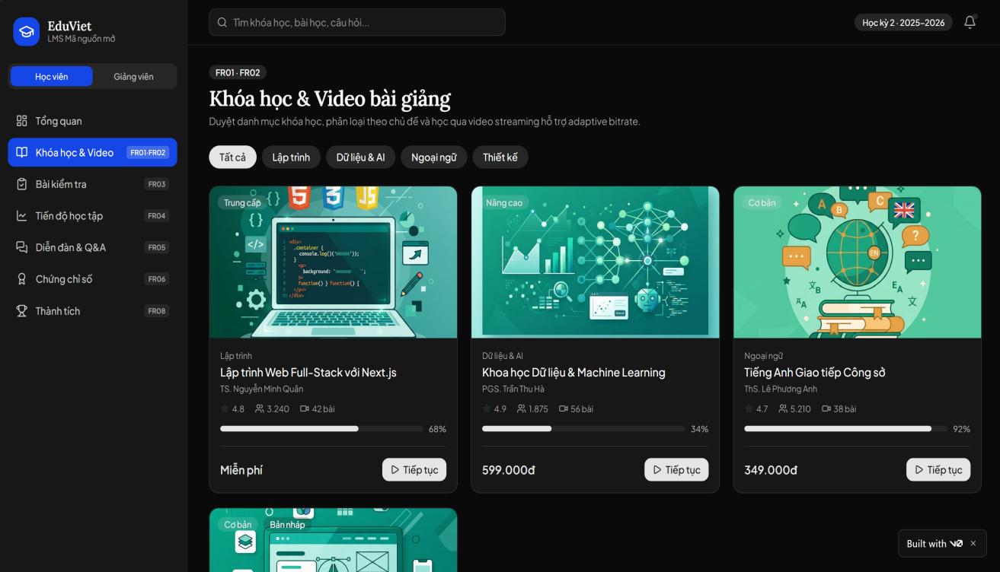 EduViet
LMS Mã nguồn mở
Học viên
Giảng viên
Tổng quan
Khóa học & Video
FR01·FR02
Bài kiểm tra
FR03
Tiến độ học tập
FR04
Diễn đàn & Q&A
FR05
Chứng chỉ số
FR06
Thành tích
FR08
Tìm khóa học, bài học, câu hỏi...
Học kỳ 2 · 2025–2026
FR01 · FR02
Khóa học & Video bài giảng
Duyệt danh mục khóa học, phân loại theo chủ đề và học qua video streaming hỗ trợ adaptive bitrate.
Tất cả
Lập trình
Dữ liệu & AI
Ngoại ngữ
Thiết kế
Trung cấp
5
3
JS
{}
{}
</>
<div>
.container {
console.log()('
'));
}
<p>
background: '
';
>
function() } function() [
</p>
</div>
Lập trình
Lập trình Web Full-Stack với Next.js
TS. Nguyễn Minh Quân
4.8
3.240
42 bài
68%
Miễn phí
Tiếp tục
Nâng cao
Dữ liệu & AI
Khoa học Dữ liệu & Machine Learning
PGS. Trần Thu Hà
4.9
1.875
56 bài
34%
599.000đ
Tiếp tục
Cơ bản
A
B
C
?
EN
文B
EA
文
Ngoại ngữ
Tiếng Anh Giao tiếp Công sở
ThS. Lê Phương Anh
4.7
5.210
38 bài
92%
349.000đ
Tiếp tục
Cơ bản
Bản nháp
Built with v0